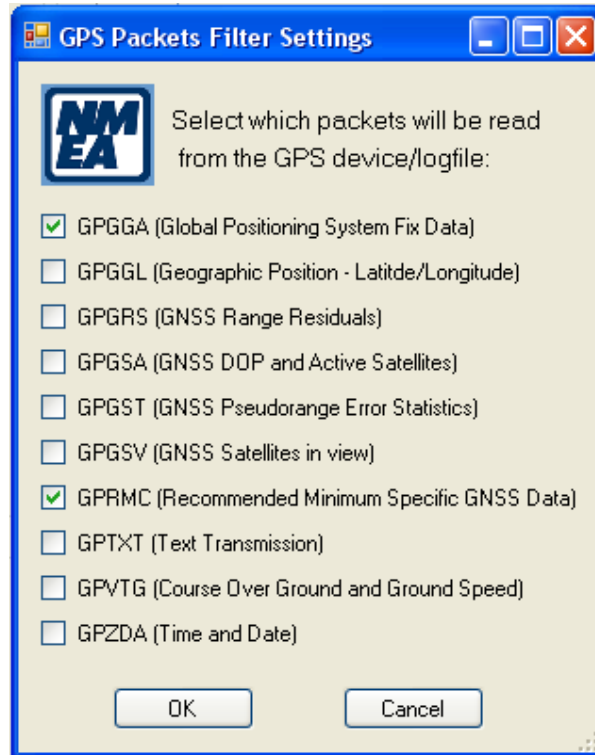 GPS Packets Filter Settings
NM
EA
Select which packets will be read
from the GPS device/logfile:
GPGGA (Global Positioning System Fix Data)
GPGGL (Geographic Position - Latitde/Longitude)
GPGRS (GNSS Range Residuals)
GPGSA (GNSS DOP and Active Satellites)
GPGST (GNSS Pseudorange Error Statistics)
GPGSV (GNSS Satellites in view)
GPRMC (Recommended Minimum Specific GNSS Data)
GPTXT (Text Transmission)
GPVTG (Course Over Ground and Ground Speed)
GPZDA (Time and Date)
OK
Cancel